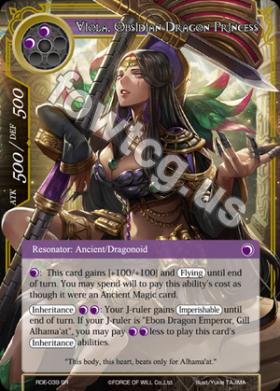 Viola, Obsidian Dragon Princess
ATK 500/DEF 500
fowtcg.us
Resonator: Ancient/Dragonoid
: This card gains [+100/+100] and Flying until end
of turn. You may spend will to pay this ability's cost as
though it were an Ancient Magic card.
Inheritance : Your J-ruler gains Imperishable until
end of turn. If your J-ruler is "Ebon Dragon Emperor, Gill
Alhama'at", you may pay less to play this card's
Inheritance abilities.
"This body, this heart, beats only for Alhama'at."
RDE-039 SR
©FORCE OF WILL Co.,Ltd.
Illust/Yukie TAJIMA